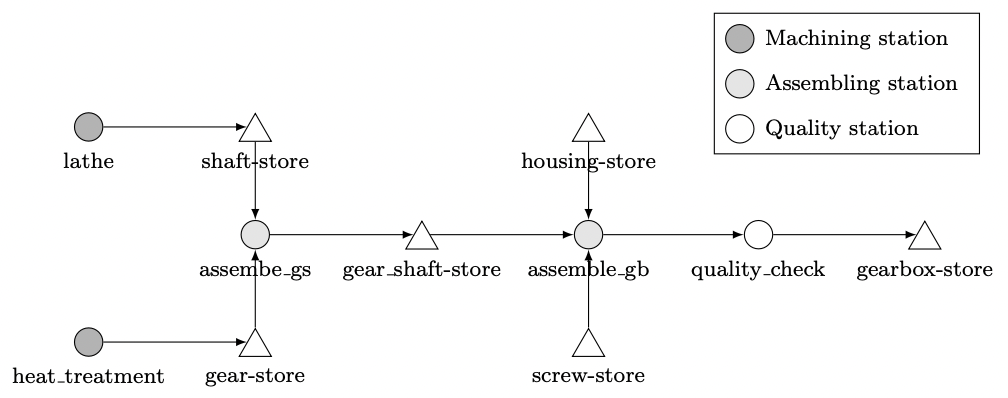 Machining station
Assembling station
Quality station
lathe
shaft-store
housing-store
assembe_gs
gear_shaft-store
assemble_gb
quality_check
gearbox-store
heat_treatment
gear-store
screw-store